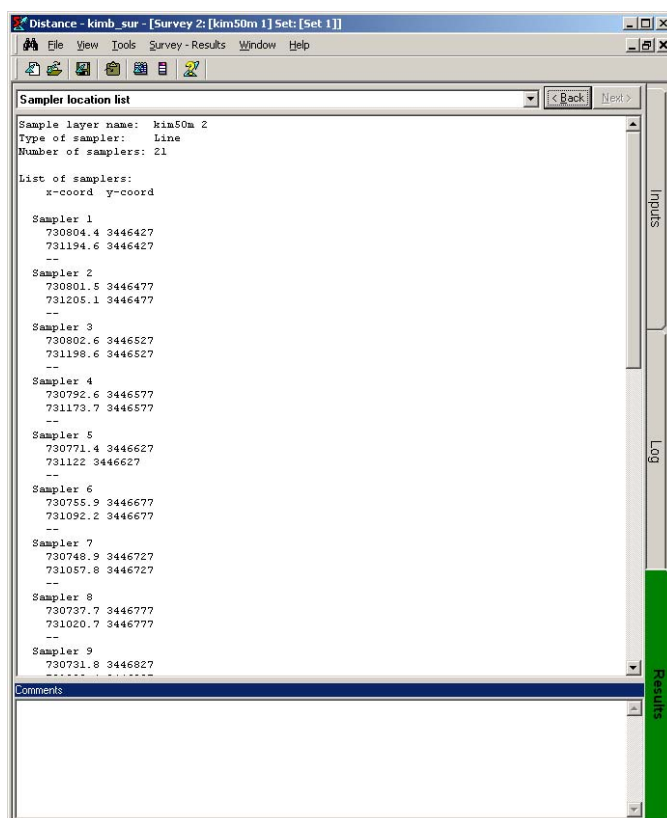 Distance - kimb_sur - [Survey 2: [kim50m 1] Set: [Set 1]]
File View Tools Survey - Results Window Help
Sampler location list
< Back Next >
Sample layer name: kim50m 2
Type of sampler: Line
Number of samplers: 21
List of samplers:
x-coord y-coord
Sampler 1
730804.4 3446427
731194.6 3446427
--
Sampler 2
730801.5 3446477
731205.1 3446477
--
Sampler 3
730802.6 3446527
731198.6 3446527
--
Sampler 4
730792.6 3446577
731173.7 3446577
--
Sampler 5
730771.4 3446627
731122 3446627
--
Sampler 6
730755.9 3446677
731092.2 3446677
--
Sampler 7
730748.9 3446727
731057.8 3446727
--
Sampler 8
730737.7 3446777
731020.7 3446777
--
Sampler 9
730731.8 3446827
Comments
Inputs
Log
Results